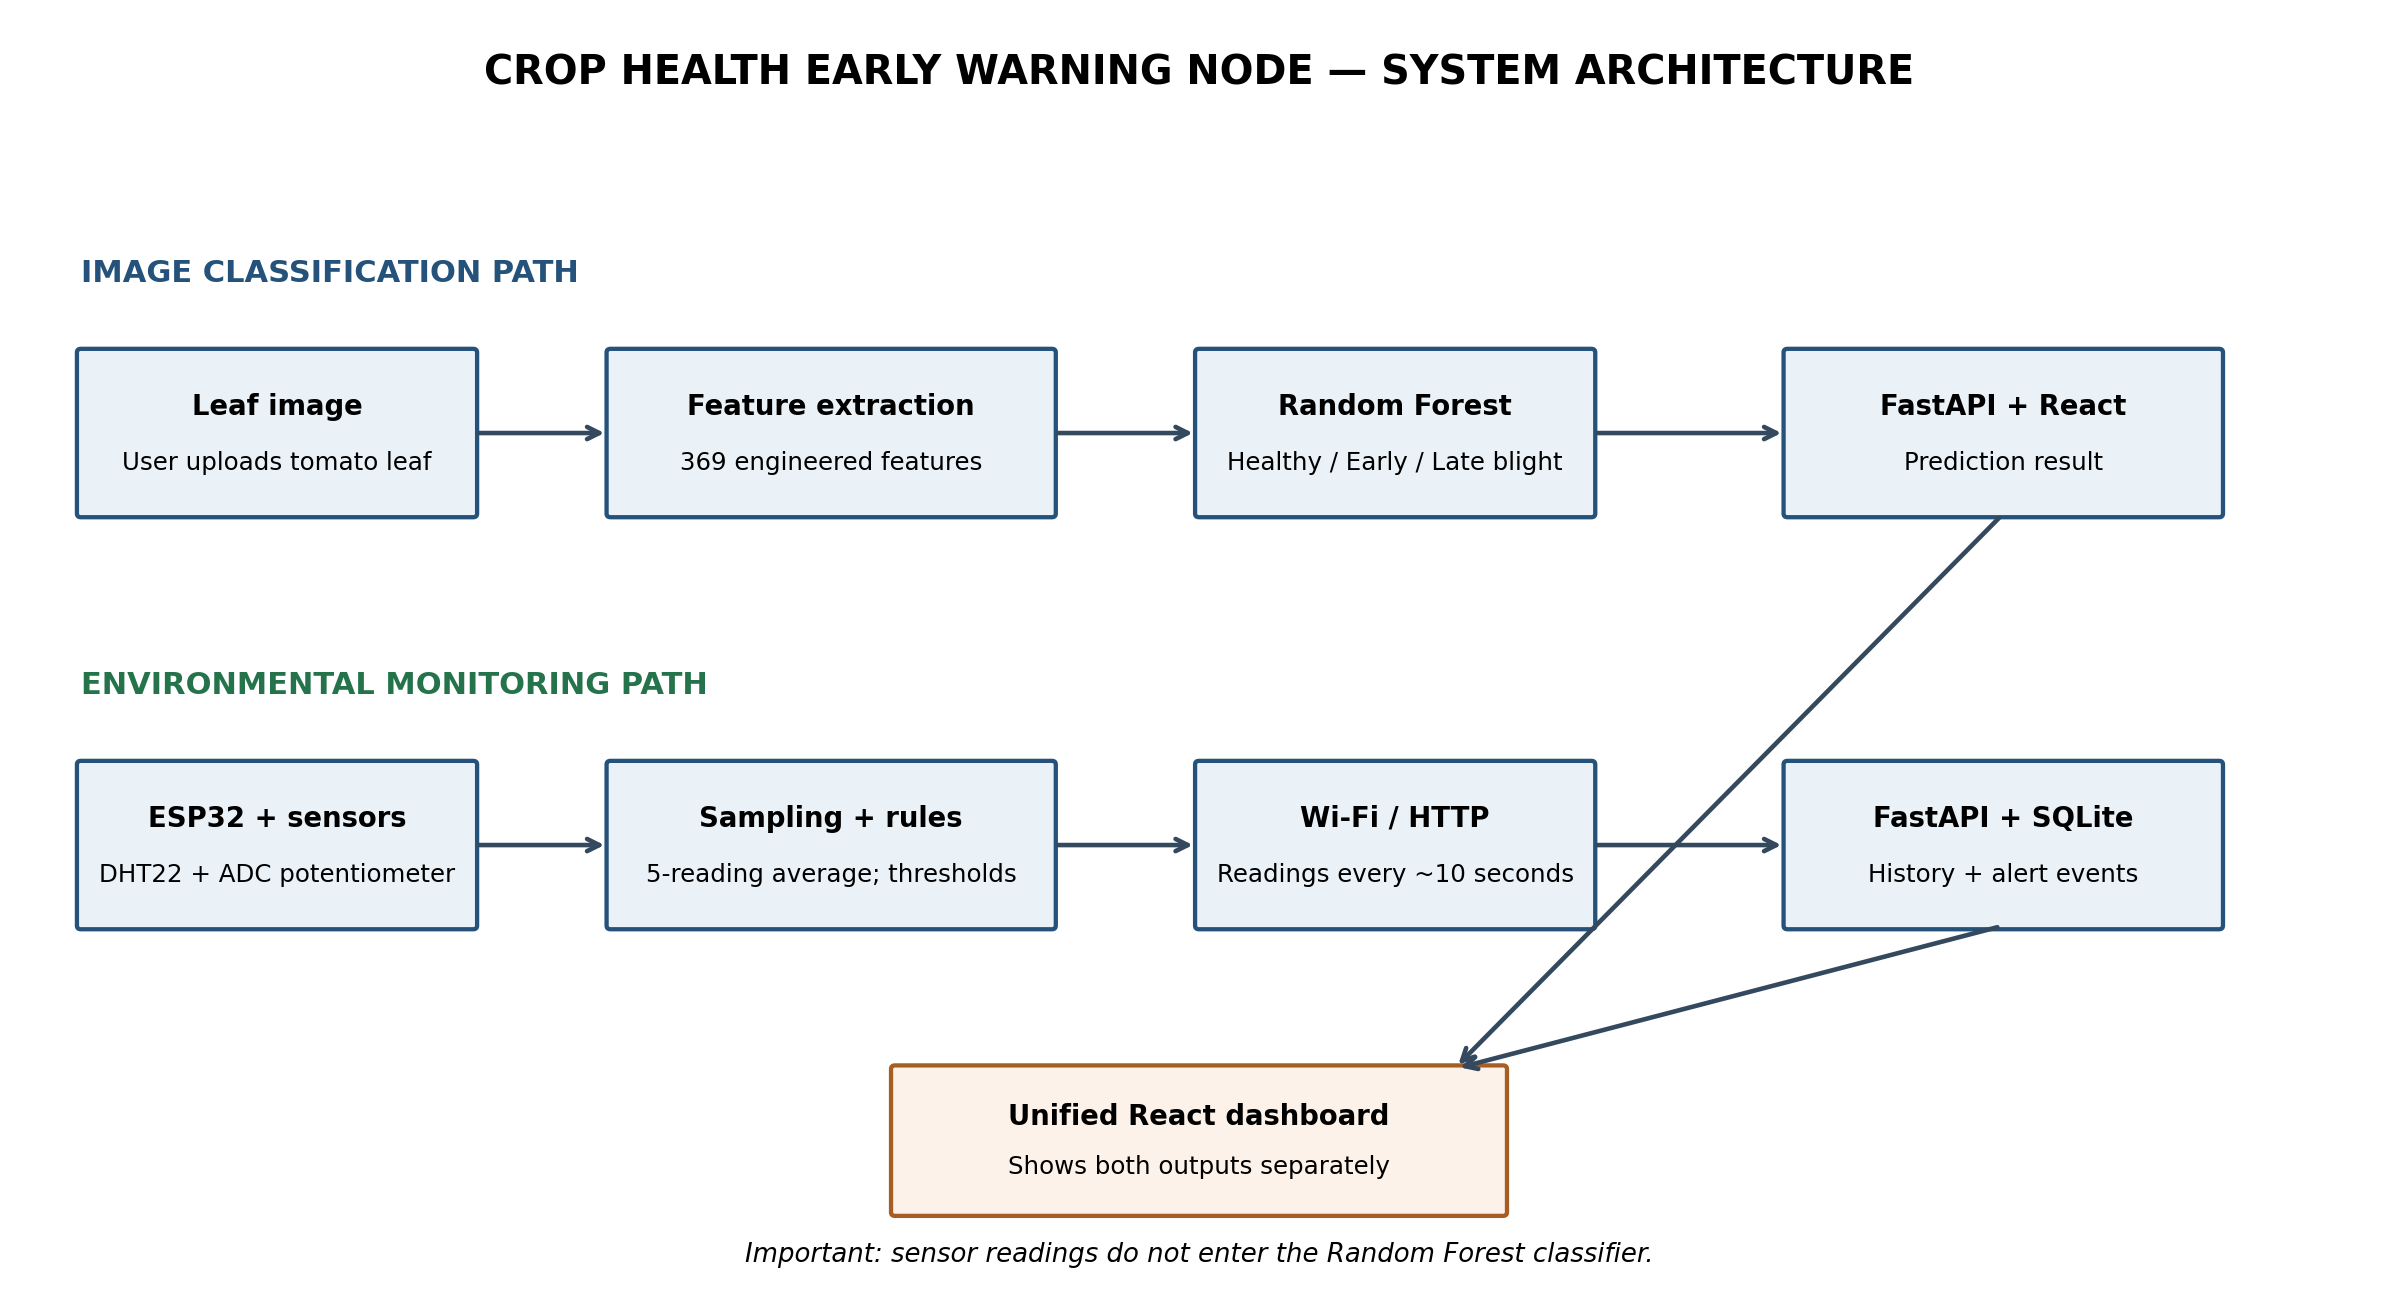 CROP HEALTH EARLY WARNING NODE — SYSTEM ARCHITECTURE
IMAGE CLASSIFICATION PATH
Leaf image
User uploads tomato leaf
Feature extraction
369 engineered features
Random Forest
Healthy / Early / Late blight
FastAPI + React
Prediction result
ENVIRONMENTAL MONITORING PATH
ESP32 + sensors
DHT22 + ADC potentiometer
Sampling + rules
5-reading average; thresholds
Wi-Fi / HTTP
Readings every ~10 seconds
FastAPI + SQLite
History + alert events
Unified React dashboard
Shows both outputs separately
Important: sensor readings do not enter the Random Forest classifier.